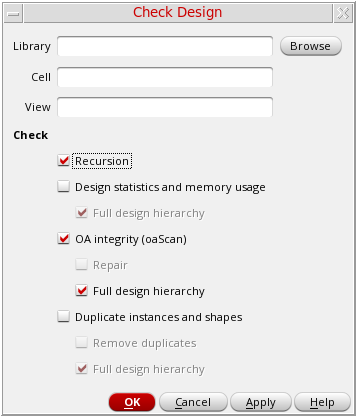 Check Design
Library Browse
Cell
View
Check
Recursion
Design statistics and memory usage
Full design hierarchy
OA integrity (oaScan)
Repair
Full design hierarchy
Duplicate instances and shapes
Remove duplicates
Full design hierarchy
OK Cancel Apply Help